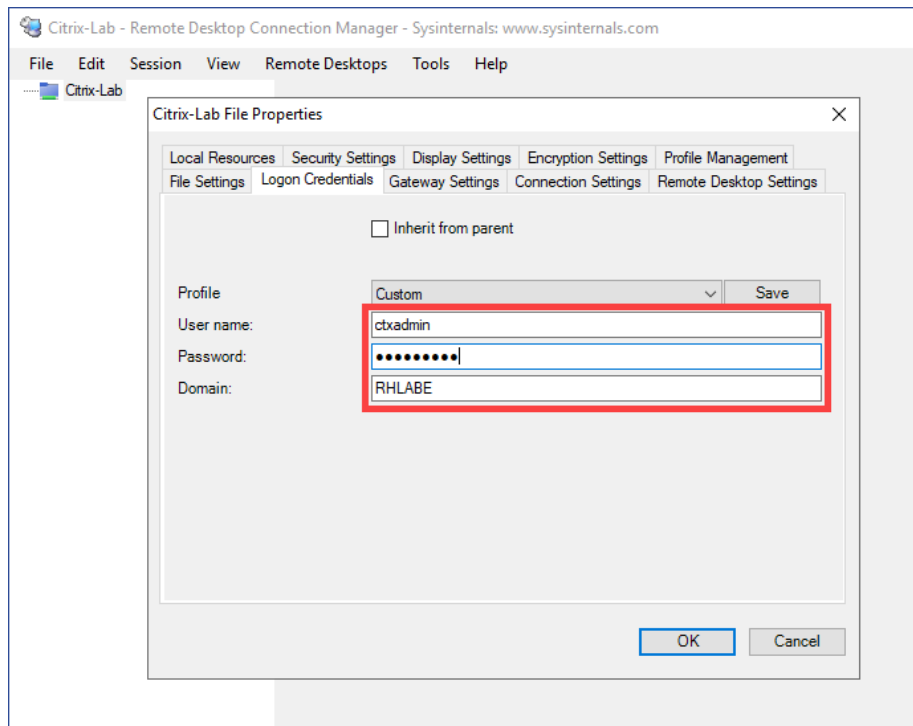 Citrix-Lab - Remote Desktop Connection Manager - Sysinternals: www.sysinternals.com
File Edit Session View Remote Desktops Tools Help
Citrix-Lab
Citrix-Lab File Properties
Local Resources Security Settings Display Settings Encryption Settings Profile Management
File Settings Logon Credentials Gateway Settings Connection Settings Remote Desktop Settings
Inherit from parent
Profile Custom Save
User name: ctxadmin
Password: ●●●●●●●●●
Domain: RHLABE
OK Cancel